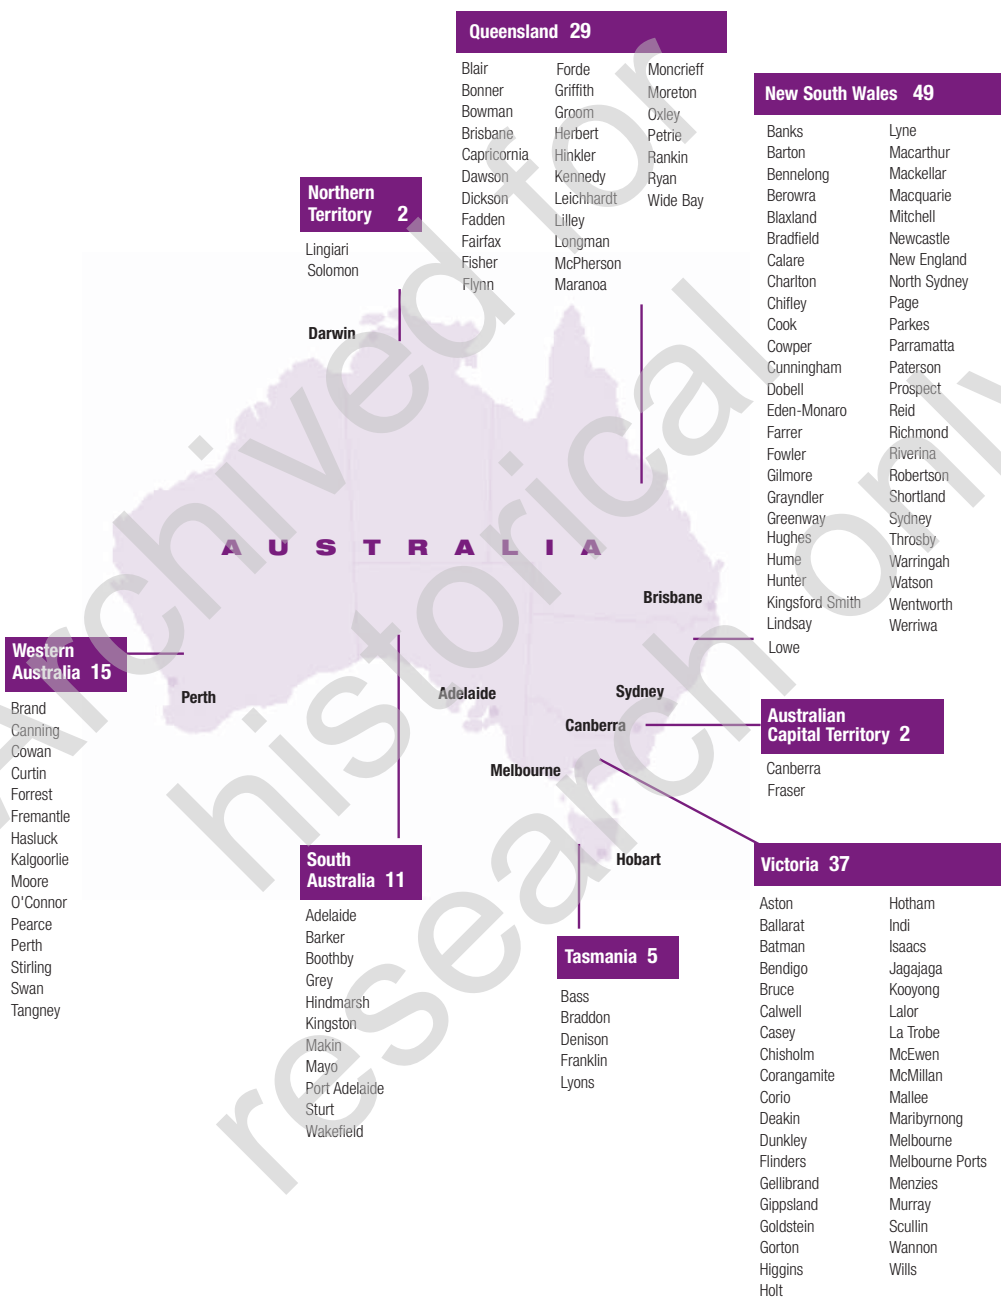 Queensland 29
Blair
Bonner
Bowman
Brisbane
Capricornia
Dawson
Dickson
Fadden
Fairfax
Fisher
Flynn
Forde
Griffith
Groom
Herbert
Hinkler
Kennedy
Leichhardt
Lilley
Longman
McPherson
Maranoa
Moncrieff
Moreton
Oxley
Petrie
Rankin
Ryan
Wide Bay
New South Wales 49
Banks
Barton
Bennelong
Berowra
Blaxland
Bradfield
Calare
Charlton
Chifley
Cook
Cowper
Cunningham
Dobell
Eden-Monaro
Farrer
Fowler
Gilmore
Grayndler
Greenway
Hughes
Hume
Hunter
Kingsford Smith
Lindsay
Lowe
Lyne
Macarthur
Mackellar
Macquarie
Mitchell
Newcastle
New England
North Sydney
Page
Parkes
Parramatta
Paterson
Prospect
Reid
Richmond
Riverina
Robertson
Shortland
Sydney
Throsby
Warringah
Watson
Wentworth
Werriwa
Northern
Territory 2
Lingiari
Solomon
Darwin
AUSTRALIA
Brisbane
Perth
Adelaide
Sydney
Canberra
Melbourne
Hobart
Western
Australia 15
Brand
Canning
Cowan
Curtin
Forrest
Fremantle
Hasluck
Kalgoorlie
Moore
O'Connor
Pearce
Perth
Stirling
Swan
Tangney
South
Australia 11
Adelaide
Barker
Boothby
Grey
Hindmarsh
Kingston
Makin
Mayo
Port Adelaide
Sturt
Wakefield
Tasmania 5
Bass
Braddon
Denison
Franklin
Lyons
Australian
Capital Territory 2
Canberra
Fraser
Victoria 37
Aston
Ballarat
Batman
Bendigo
Bruce
Calwell
Casey
Chisholm
Corangamite
Corio
Deakin
Dunkley
Flinders
Gellibrand
Gippsland
Goldstein
Gorton
Higgins
Holt
Hotham
Indi
Isaacs
Jagajaga
Kooyong
Lalor
La Trobe
McEwen
McMillan
Mallee
Maribyrnong
Melbourne
Melbourne Ports
Menzies
Murray
Scullin
Wannon
Wills
Archived for
historical
research only